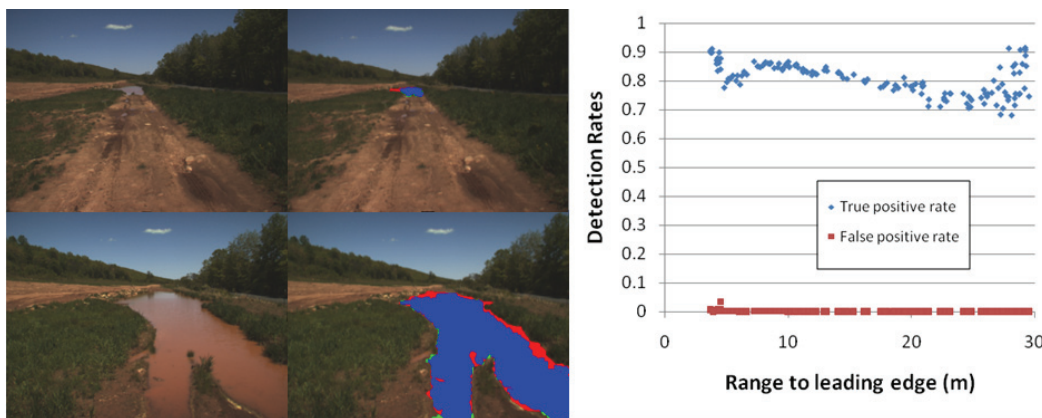 1
0.9
0.8
0.7
0.6
0.5
0.4
0.3
0.2
0.1
0
Detection Rates
True positive rate
False positive rate
0 10 20 30
Range to leading edge (m)